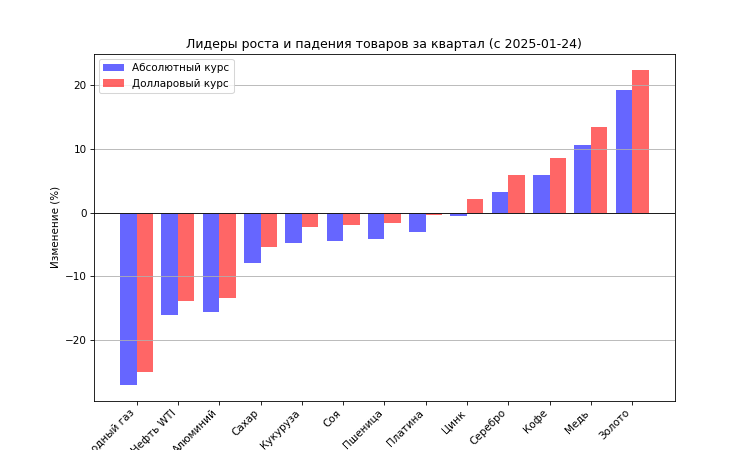 Лидеры роста и падения товаров за квартал (с 2025-01-24)
Абсолютный курс
Долларовый курс
Изменение (%)
20
10
0
−10
−20
одный газ
Нефть WTI
Алюминий
Сахар
Кукуруза
Соя
Пшеница
Платина
Цинк
Серебро
Кофе
Медь
Золото